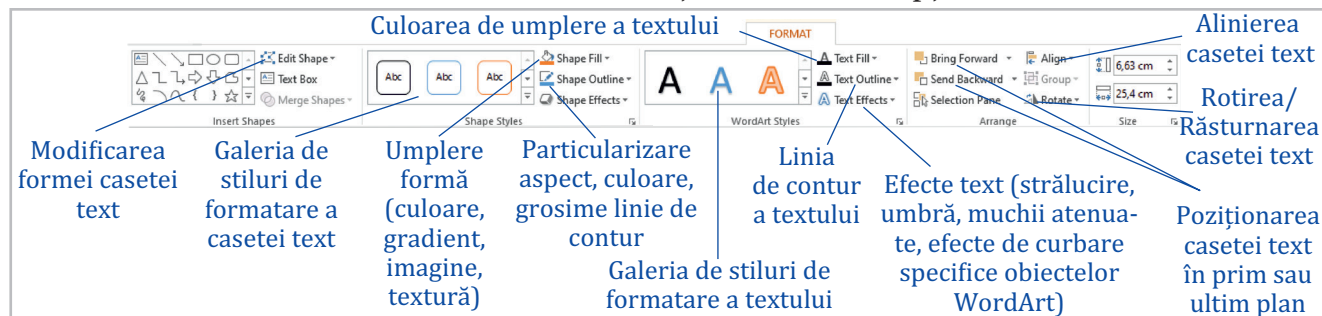 Culoarea de umplere a textului
FORMAT
Alinierea
casetei text
Edit Shape
Text Box
Merge Shapes
Insert Shapes
Abc
Abc
Abc
Shape Fill
Shape Outline
Shape Effects
Shape Styles
A
A
A
Text Fill
Text Outline
Text Effects
WordArt Styles
Bring Forward
Send Backward
Selection Pane
Align
Group
Rotate
Arrange
6,63 cm
25,4 cm
Size
Rotirea/
Răsturnarea
casetei text
Modificarea
formei casetei
text
Galeria de
stiluri de
formatare a
casetei text
Umplere
formă
(culoare,
gradient,
imagine,
textură)
Particularizare
aspect, culoare,
grosime linie de
contur
Galeria de stiluri de
formatare a textului
Linia
de contur
a textului
Efecte text (strălucire,
umbră, muchii atenua-
te, efecte de curbare
specifice obiectelor
WordArt)
Poziționarea
casetei text
în prim sau
ultim plan